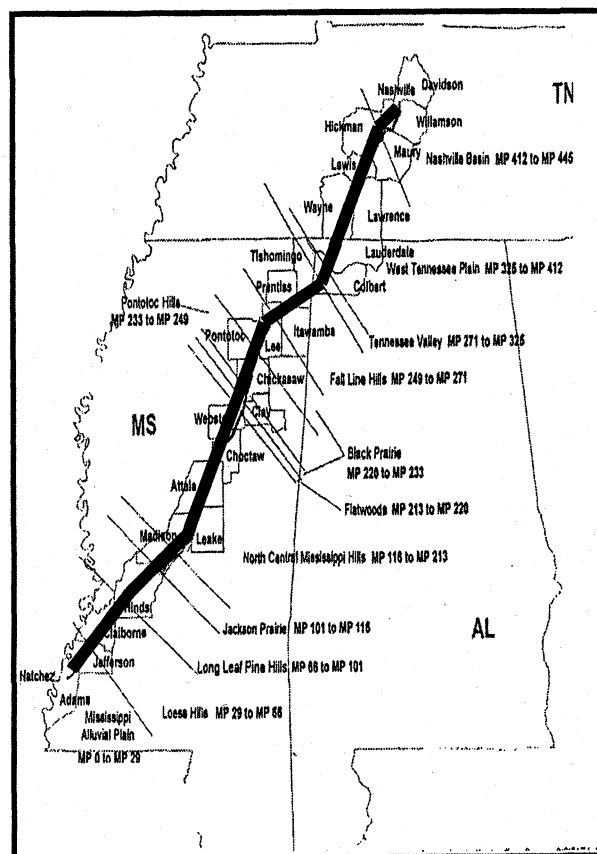 Davidson
Nashville
TN
Williamson
Hickman
Maury
Nashville Basin MP 412 to MP 445
Lewis
Wayne
Lawrence
Lauderdale
Tishomingo
West Tennessee Plain MP 325 to MP 412
Colbert
Prentiss
Pontotoc Hills
MP 233 to MP 249
Itawamba
Pontotoc
Lee
Tennessee Valley MP 271 to MP 325
Chickasaw
Fall Line Hills MP 249 to MP 271
MS
Webster
Clay
Choctaw
Black Prairie
MP 220 to MP 233
Attala
Flatwoods MP 213 to MP 220
Madison
Leake
North Central Mississippi Hills MP 116 to MP 213
Hinds
Jackson Prairie MP 101 to MP 116
AL
Claiborne
Jefferson
Long Leaf Pine Hills MP 66 to MP 101
Natchez
Adams
Loess Hills MP 29 to MP 66
Mississippi
Alluvial Plain
MP 0 to MP 29